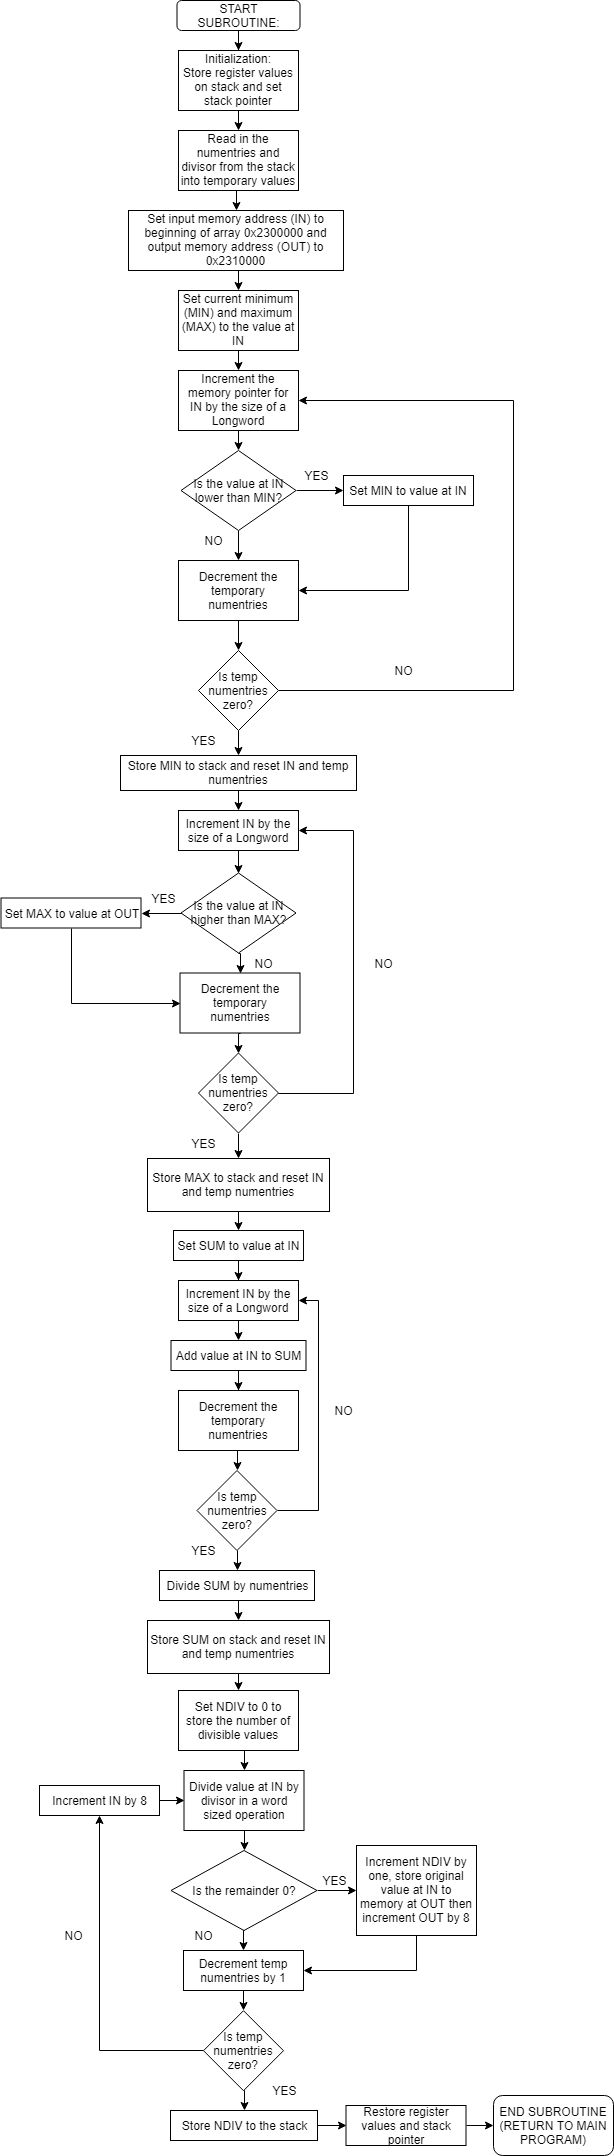 START
SUBROUTINE:
Initialization:
Store register values
on stack and set
stack pointer
Read in the
numentries and
divisor from the stack
into temporary values
Set input memory address (IN) to
beginning of array 0x2300000 and
output memory address (OUT) to
0x2310000
Set current minimum
(MIN) and maximum
(MAX) to the value at
IN
Increment the
memory pointer for
IN by the size of a
Longword
Is the value at IN
lower than MIN?
YES
Set MIN to value at IN
NO
Decrement the
temporary
numentries
Is temp
numentries
zero?
NO
YES
Store MIN to stack and reset IN and temp
numentries
Increment IN by the
size of a Longword
Is the value at IN
higher than MAX?
YES
Set MAX to value at OUT
NO
NO
Decrement the
temporary
numentries
Is temp
numentries
zero?
YES
Store MAX to stack and reset IN
and temp numentries
Set SUM to value at IN
Increment IN by the
size of a Longword
Add value at IN to SUM
Decrement the
temporary
numentries
NO
Is temp
numentries
zero?
YES
Divide SUM by numentries
Store SUM on stack and reset IN
and temp numentries
Set NDIV to 0 to
store the number of
divisible values
Increment IN by 8
Divide value at IN by
divisor in a word
sized operation
Is the remainder 0?
YES
Increment NDIV by
one, store original
value at IN to
memory at OUT then
increment OUT by 8
NO
NO
Decrement temp
numentries by 1
Is temp
numentries
zero?
YES
Store NDIV to the stack
Restore register
values and stack
pointer
END SUBROUTINE
(RETURN TO MAIN
PROGRAM)